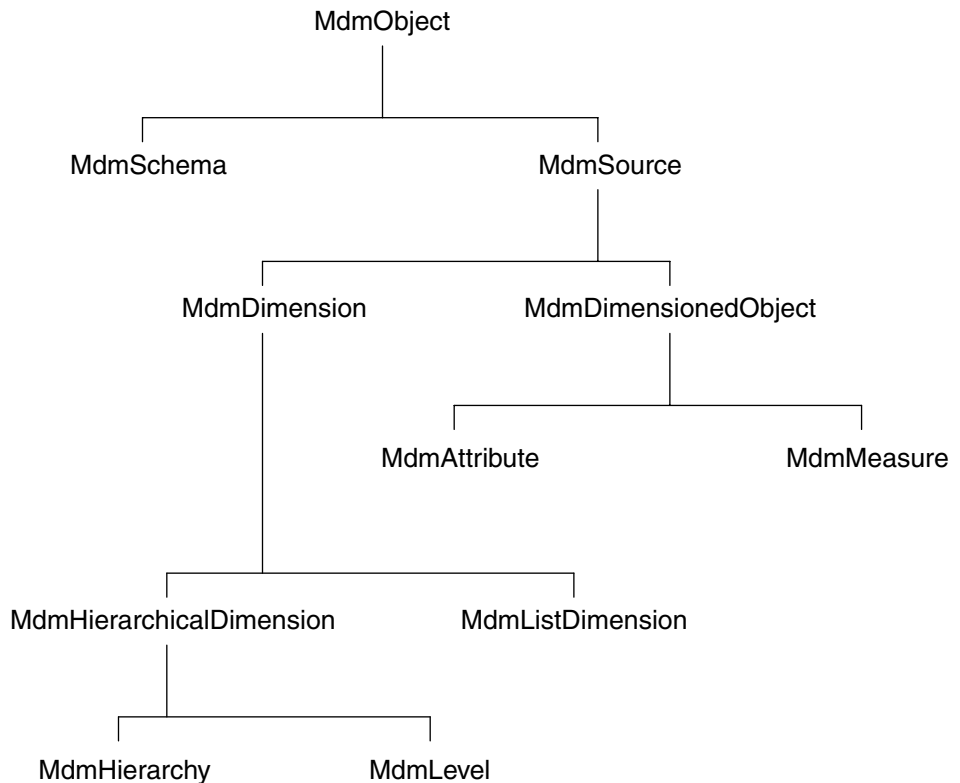 MdmObject
MdmSchema
MdmSource
MdmDimension
MdmDimensionedObject
MdmAttribute
MdmMeasure
MdmHierarchicalDimension
MdmListDimension
MdmHierarchy
MdmLevel